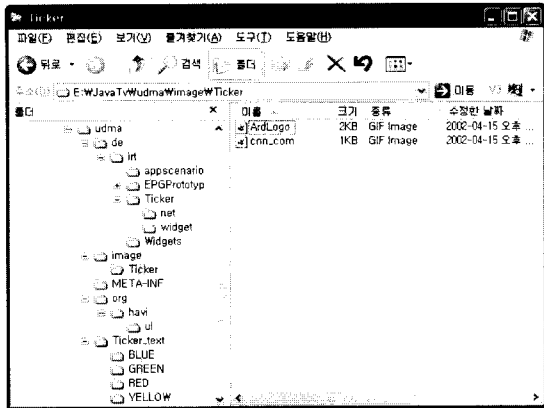 Ticker
파일(F) 편집(E) 보기(V) 즐겨찾기(A) 도구(T) 도움말(H)
뒤로 검색 폴더
주소(D) E:₩JavaTv₩udma₩image₩Ticker 이동
폴더
이름 크기 종류 수정한 날짜
ArdLogo 2KB GIF Image 2002-04-15 오후 ...
cnn_com 1KB GIF Image 2002-04-15 오후 ...
udma
de
irt
appscenario
EPGPrototyp
Ticker
net
widget
Widgets
image
Ticker
META-INF
org
havi
ui
Ticker_text
BLUE
GREEN
RED
YELLOW